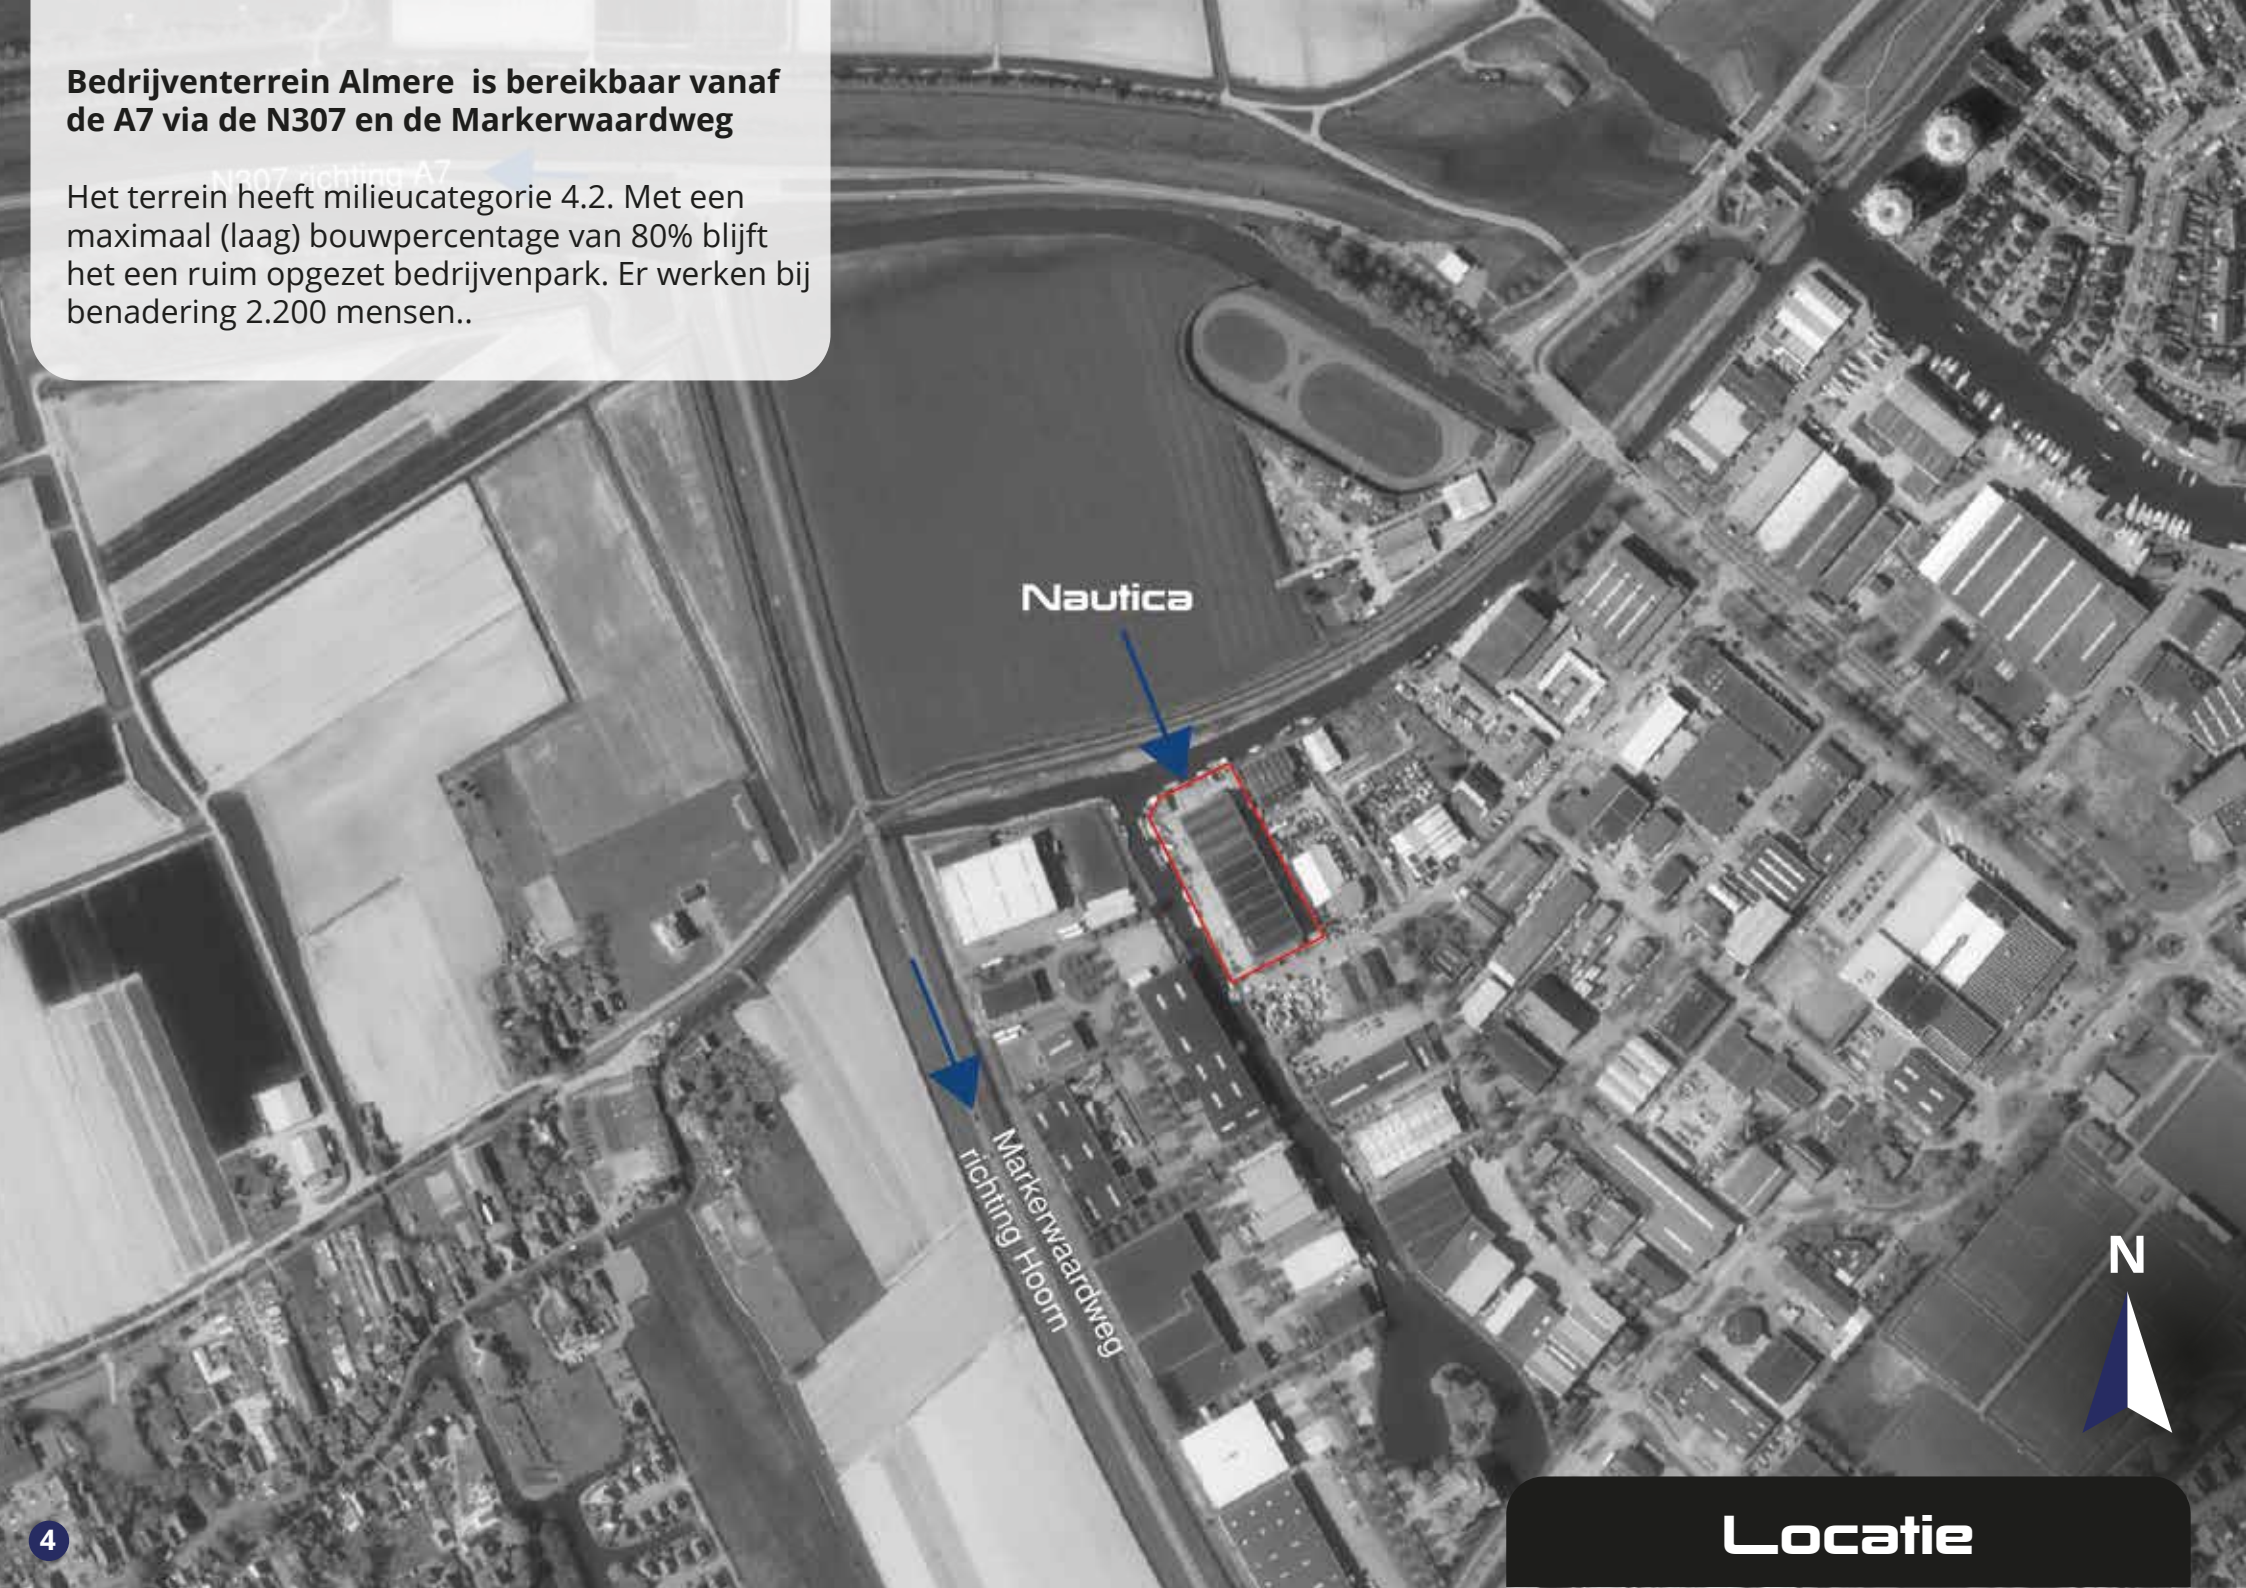 Bedrijventerrein Almere is bereikbaar vanaf
de A7 via de N307 en de Markerwaardweg
N307 richting A7
Het terrein heeft milieucategorie 4.2. Met een
maximaal (laag) bouwpercentage van 80% blijft
het een ruim opgezet bedrijvenpark. Er werken bij
benadering 2.200 mensen..
Nautica
Markerwaardweg
richting Hoorn
N
4
Locatie